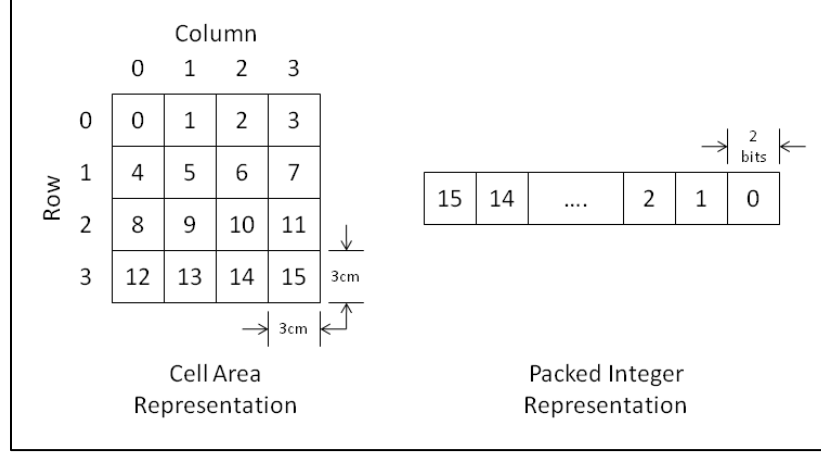 Column
0 1 2 3
0 0 1 2 3
1 4 5 6 7
Row
2 8 9 10 11
3 12 13 14 15
3cm
3cm
Cell Area
Representation
2
bits
15 14 .... 2 1 0
Packed Integer
Representation